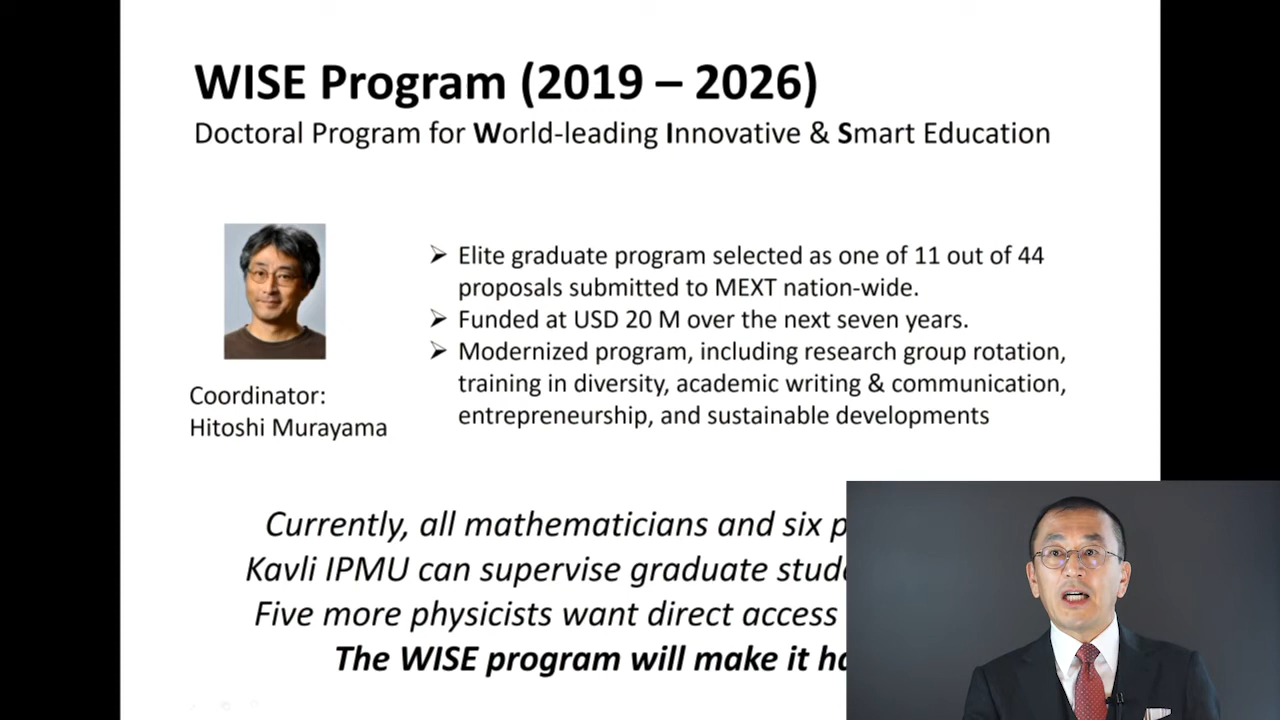 WISE Program (2019 – 2026)
Doctoral Program for World-leading Innovative & Smart Education
➢ Elite graduate program selected as one of 11 out of 44
proposals submitted to MEXT nation-wide.
➢ Funded at USD 20 M over the next seven years.
➢ Modernized program, including research group rotation,
training in diversity, academic writing & communication,
entrepreneurship, and sustainable developments
Coordinator:
Hitoshi Murayama
Currently, all mathematicians and six
Kavli IPMU can supervise graduate
Five more physicists want direct access
The WISE program will make it